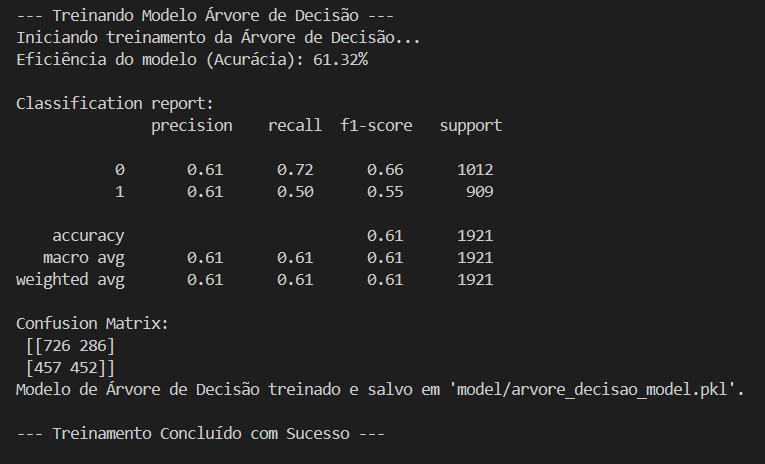 --- Treinando Modelo Árvore de Decisão ---
Iniciando treinamento da Árvore de Decisão...
Eficiência do modelo (Acurácia): 61.32%
Classification report:
precision recall f1-score support
0 0.61 0.72 0.66 1012
1 0.61 0.50 0.55 909
accuracy 0.61 1921
macro avg 0.61 0.61 0.61 1921
weighted avg 0.61 0.61 0.61 1921
Confusion Matrix:
[[726 286]
[457 452]]
Modelo de Árvore de Decisão treinado e salvo em 'model/arvore_decisao_model.pkl'.
--- Treinamento Concluído com Sucesso ---